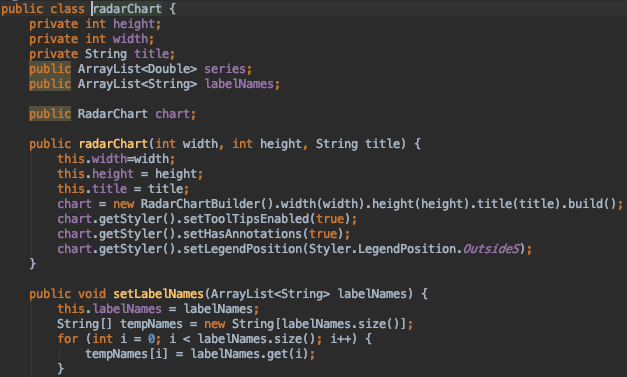 public class radarChart {
private int height;
private int width;
private String title;
public ArrayList<Double> series;
public ArrayList<String> labelNames;
public RadarChart chart;
public radarChart(int width, int height, String title) {
this.width=width;
this.height = height;
this.title = title;
chart = new RadarChartBuilder().width(width).height(height).title(title).build();
chart.getStyler().setToolTipsEnabled(true);
chart.getStyler().setHasAnnotations(true);
chart.getStyler().setLegendPosition(Styler.LegendPosition.OutsideS);
}
public void setLabelNames(ArrayList<String> labelNames) {
this.labelNames = labelNames;
String[] tempNames = new String[labelNames.size()];
for (int i = 0; i < labelNames.size(); i++) {
tempNames[i] = labelNames.get(i);
}